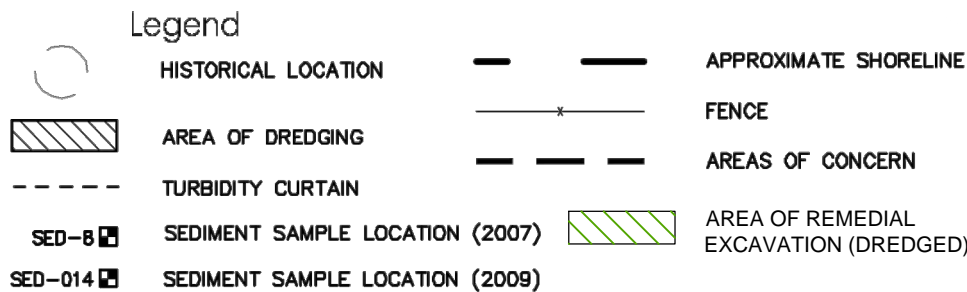 Legend
HISTORICAL LOCATION
AREA OF DREDGING
TURBIDITY CURTAIN
SED-8 SEDIMENT SAMPLE LOCATION (2007)
SED-014 SEDIMENT SAMPLE LOCATION (2009)
APPROXIMATE SHORELINE
x
FENCE
AREAS OF CONCERN
AREA OF REMEDIAL
EXCAVATION (DREDGED)